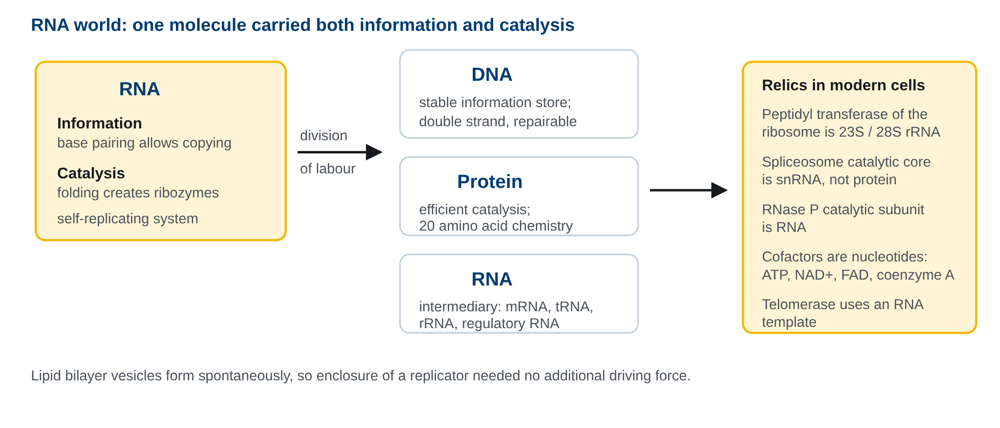 RNA world: one molecule carried both information and catalysis
RNA
Information
base pairing allows copying
Catalysis
folding creates ribozymes
self-replicating system
division
of labour
DNA
stable information store;
double strand, repairable
Protein
efficient catalysis;
20 amino acid chemistry
RNA
intermediary: mRNA, tRNA,
rRNA, regulatory RNA
Relics in modern cells
Peptidyl transferase of the
ribosome is 23S / 28S rRNA
Spliceosome catalytic core
is snRNA, not protein
RNase P catalytic subunit
is RNA
Cofactors are nucleotides:
ATP, NAD+, FAD, coenzyme A
Telomerase uses an RNA
template
Lipid bilayer vesicles form spontaneously, so enclosure of a replicator needed no additional driving force.